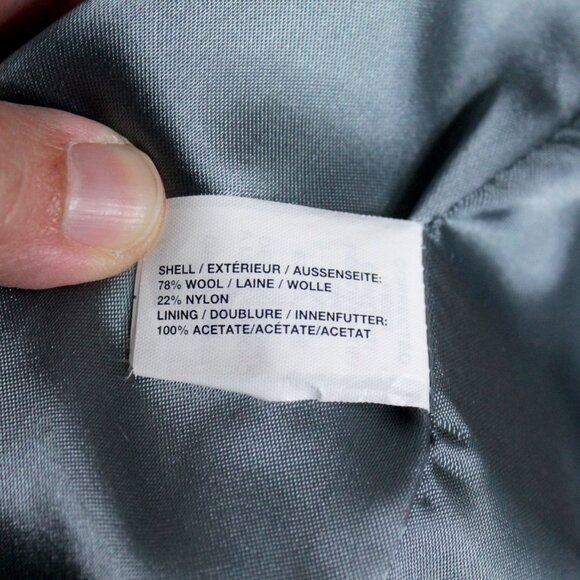 SHELL / EXTÉRIEUR / AUSSENSEITE:
78% WOOL / LAINE / WOLLE
22% NYLON
LINING / DOUBLURE / INNENFUTTER:
100% ACETATE/ACÉTATE/ACETAT